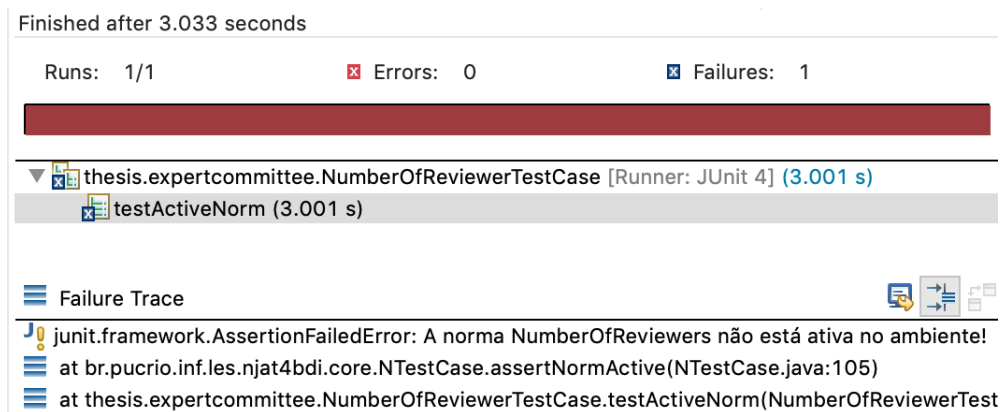 Finished after 3.033 seconds
Runs: 1/1 Errors: 0 Failures: 1
thesis.expertcommittee.NumberOfReviewerTestCase [Runner: JUnit 4] (3.001 s)
testActiveNorm (3.001 s)
Failure Trace
junit.framework.AssertionFailedError: A norma NumberOfReviewers não está ativa no ambiente!
at br.pucrio.inf.les.njat4bdi.core.NTestCase.assertNormActive(NTestCase.java:105)
at thesis.expertcommittee.NumberOfReviewerTestCase.testActiveNorm(NumberOfReviewerTest